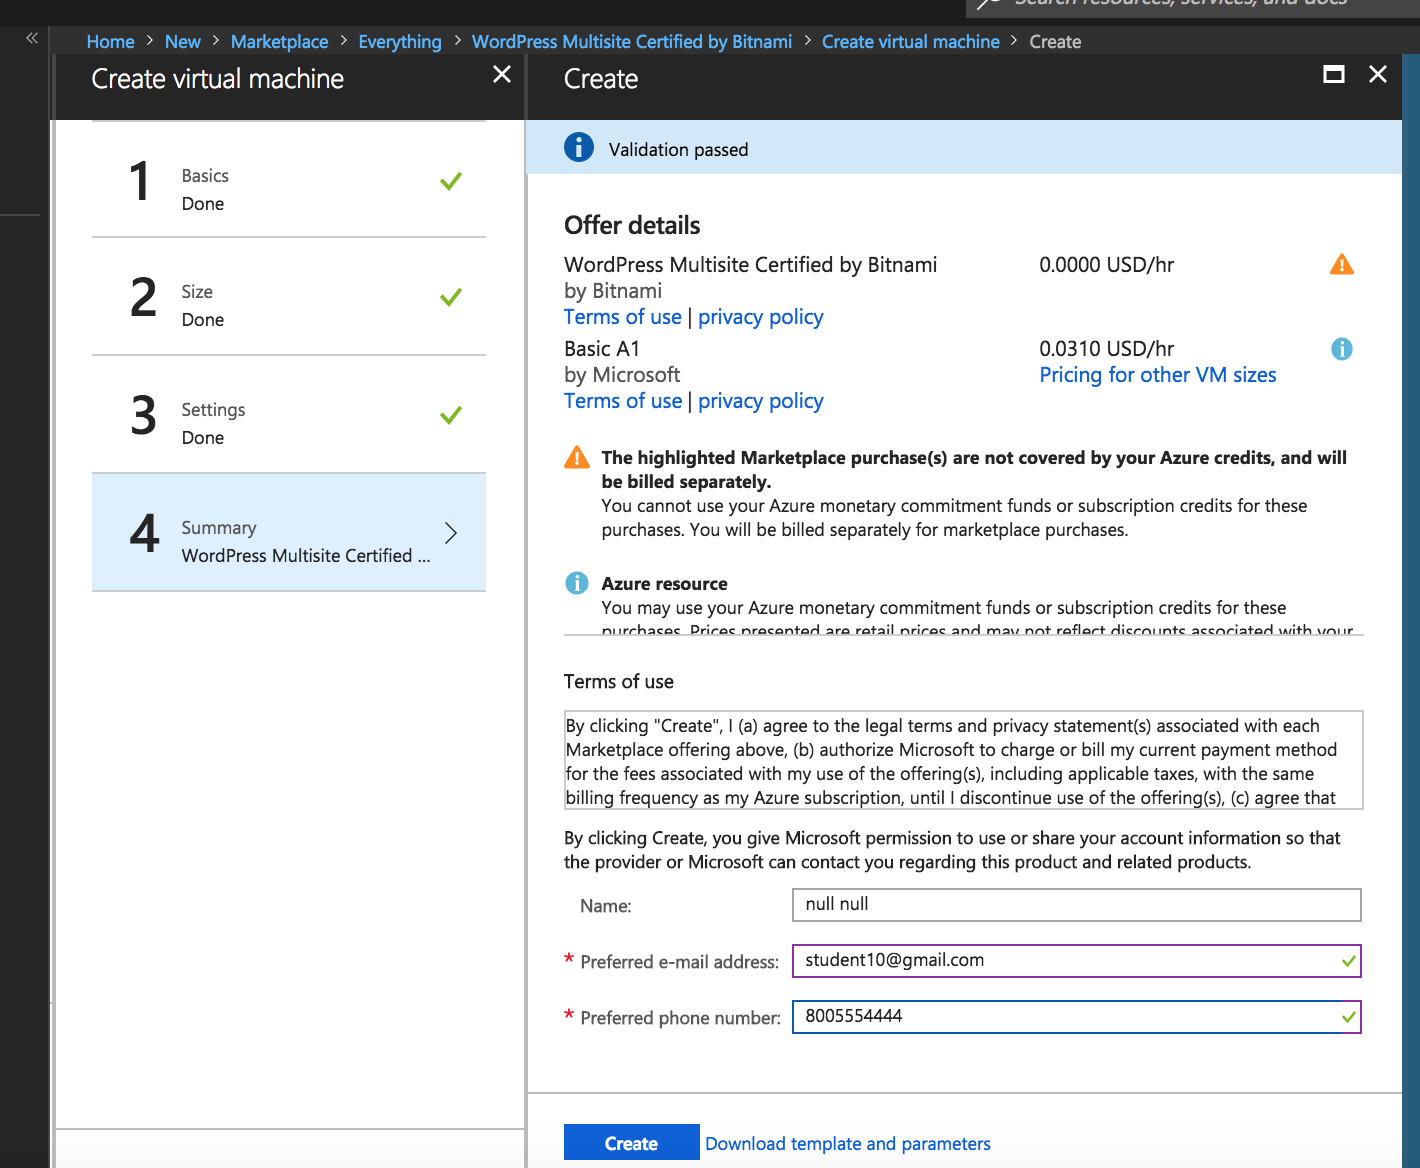 Search resources, services, and docs
Home > New > Marketplace > Everything > WordPress Multisite Certified by Bitnami > Create virtual machine > Create
Create virtual machine
1
Basics
Done
2
Size
Done
3
Settings
Done
4
Summary
WordPress Multisite Certified ...
Create
Validation passed
Offer details
WordPress Multisite Certified by Bitnami 0.0000 USD/hr
by Bitnami
Terms of use | privacy policy
Basic A1 0.0310 USD/hr
by Microsoft Pricing for other VM sizes
Terms of use | privacy policy
The highlighted Marketplace purchase(s) are not covered by your Azure credits, and will
be billed separately.
You cannot use your Azure monetary commitment funds or subscription credits for these
purchases. You will be billed separately for marketplace purchases.
Azure resource
You may use your Azure monetary commitment funds or subscription credits for these
purchases. Prices presented are retail prices and may not reflect discounts associated with your
Terms of use
By clicking "Create", I (a) agree to the legal terms and privacy statement(s) associated with each
Marketplace offering above, (b) authorize Microsoft to charge or bill my current payment method
for the fees associated with my use of the offering(s), including applicable taxes, with the same
billing frequency as my Azure subscription, until I discontinue use of the offering(s), (c) agree that
By clicking Create, you give Microsoft permission to use or share your account information so that
the provider or Microsoft can contact you regarding this product and related products.
Name: null null
* Preferred e-mail address: student10@gmail.com
* Preferred phone number: 8005554444
Create Download template and parameters